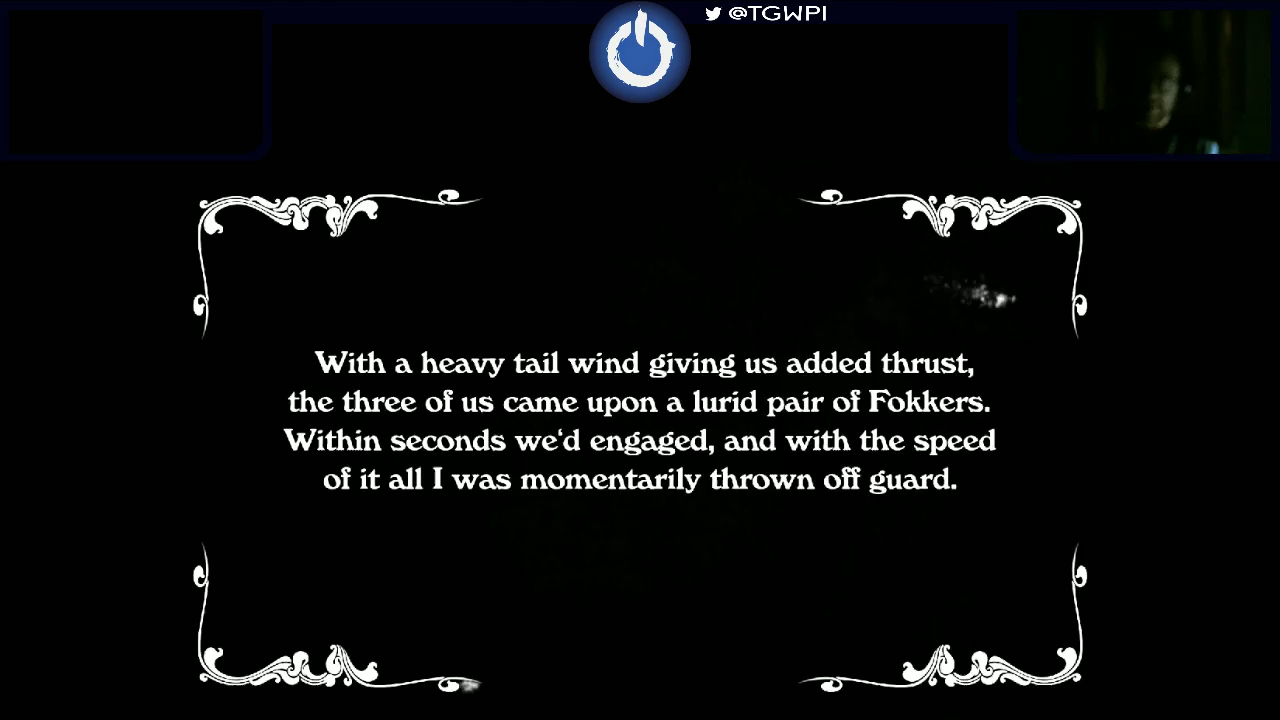 @TGWPI
With a heavy tail wind giving us added thrust,
the three of us came upon a lurid pair of Fokkers.
Within seconds we'd engaged, and with the speed
of it all I was momentarily thrown off guard.